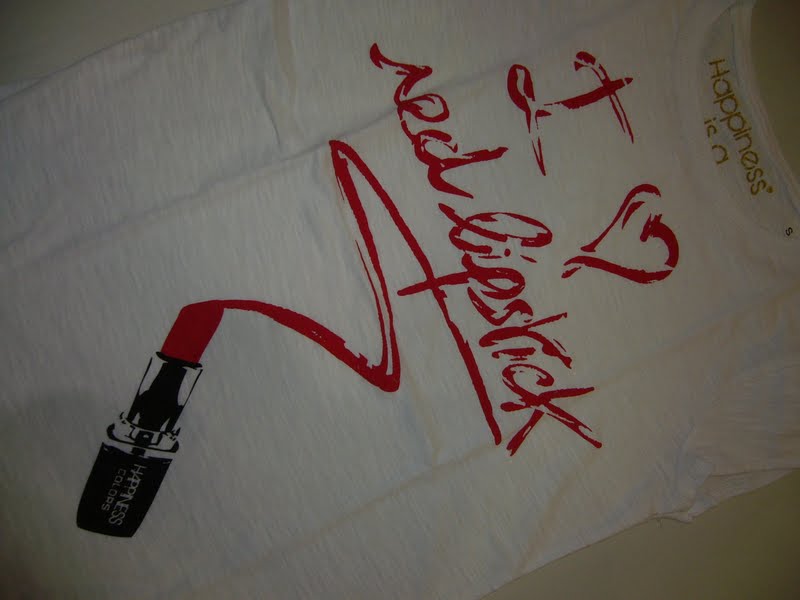 Happiness
is a
S
I ♥
red lipstick
HAPPINESS
COLORS